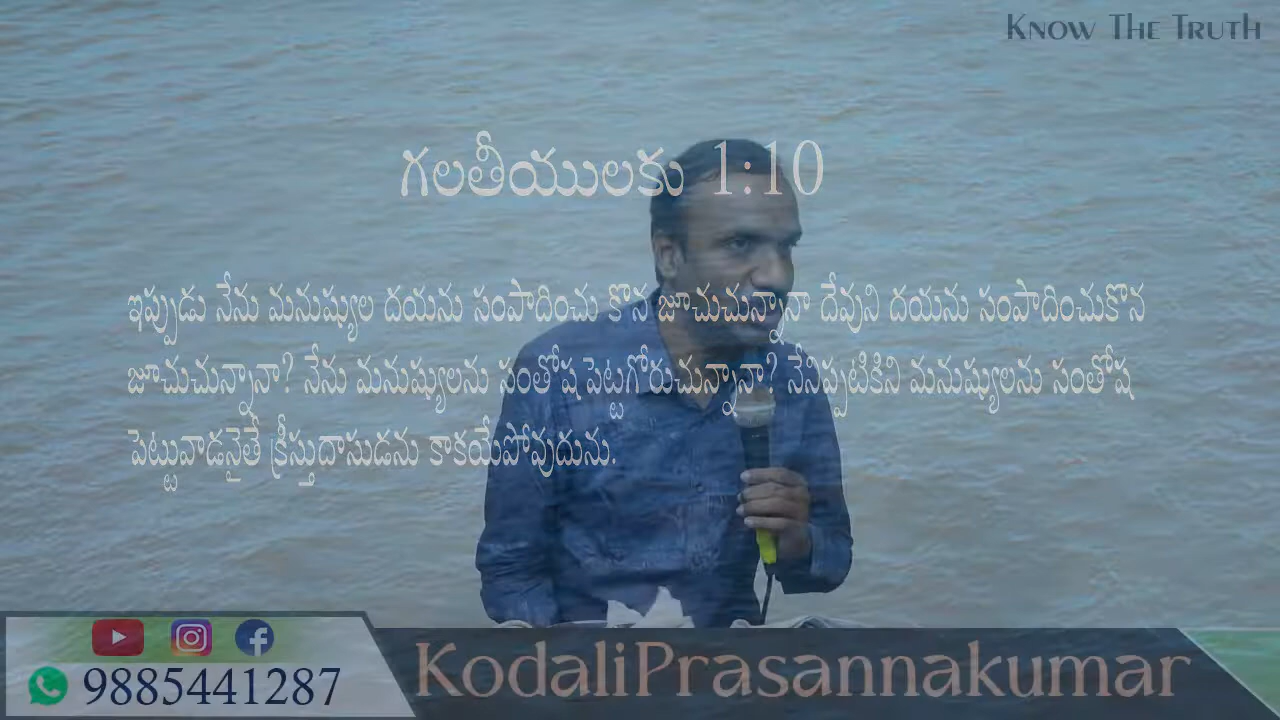 KNOW THE TRUTH
గలతీయులకు 1:10
ఇప్పుడు నేను మనుష్యుల దయను సంపాదించు కొన జూచుచున్నానా దేవుని దయను సంపాదించుకొన
జూచుచున్నానా? నేను మనుష్యులను సంతోష పెట్టగోరుచున్నానా? నేనిప్పటికిని మనుష్యులను సంతోష
పెట్టువాడనైతే క్రీస్తుదాసుడను కాకయేపోవుదును.
9885441287
KodaliPrasannakumar